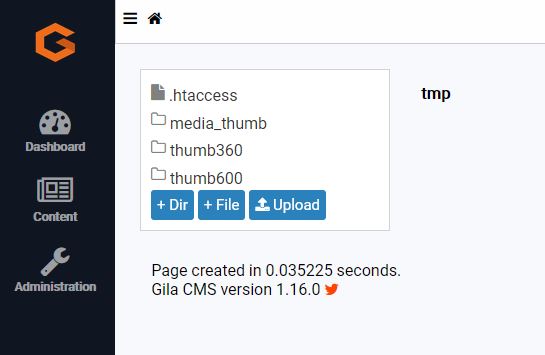 .htaccess
tmp
media_thumb
thumb360
thumb600
+ Dir + File Upload
Dashboard
Content
Administration
Page created in 0.035225 seconds.
Gila CMS version 1.16.0